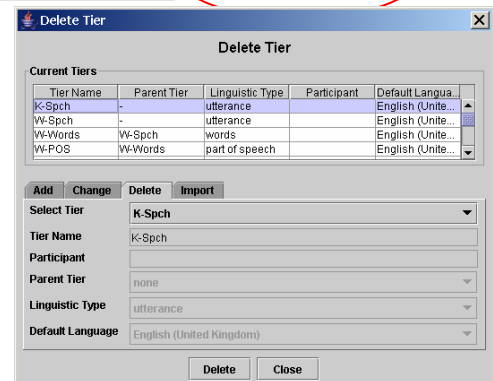 Delete Tier
Delete Tier
Current Tiers
Tier Name Parent Tier Linguistic Type Participant Default Langua...
K-Spch - utterance English (Unite...
W-Spch - utterance English (Unite...
W-Words W-Spch words English (Unite...
W-POS W-Words part of speech English (Unite...
Add Change Delete Import
Select Tier K-Spch
Tier Name K-Spch
Participant
Parent Tier none
Linguistic Type utterance
Default Language English (United Kingdom)
Delete Close